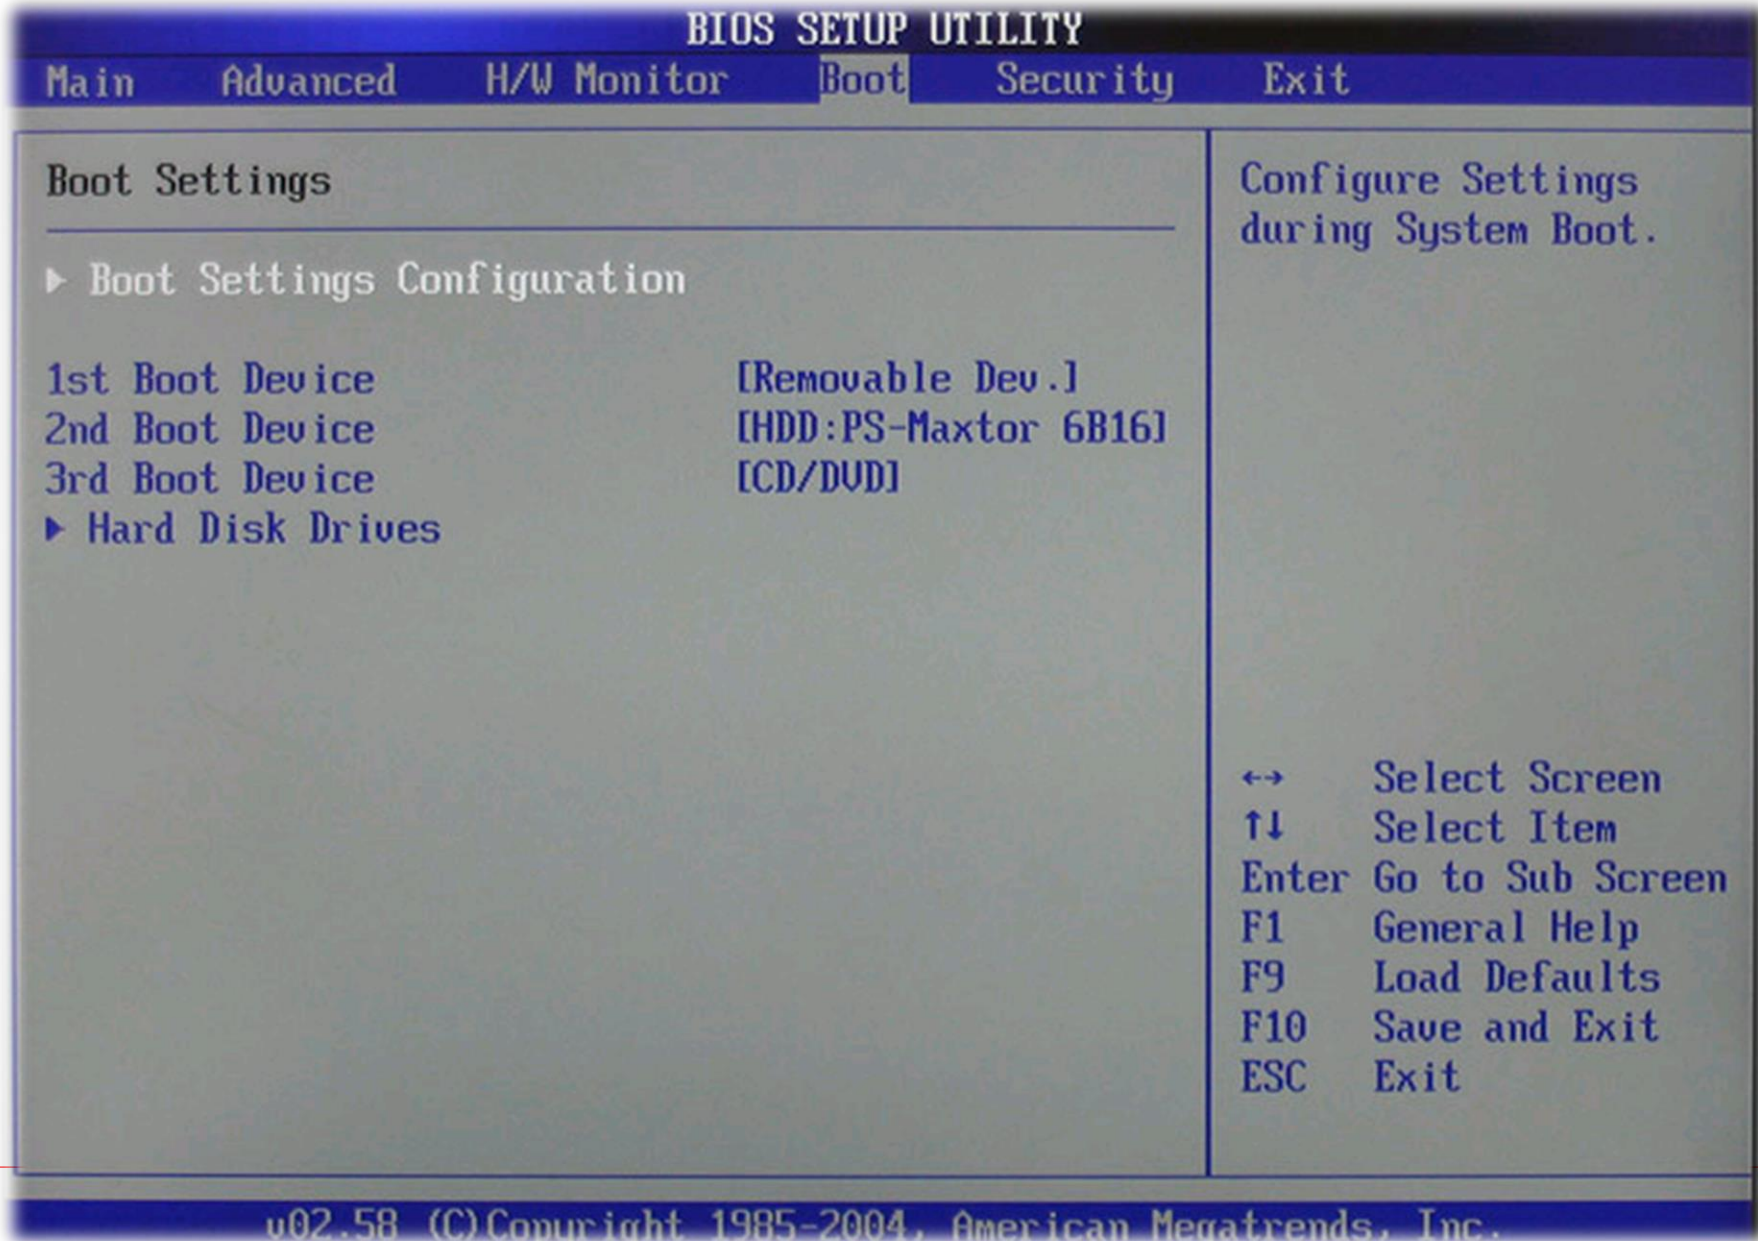 BIOS SETUP UTILITY
Main Advanced H/W Monitor Boot Security Exit
Boot Settings
Boot Settings Configuration
1st Boot Device [Removable Dev.]
2nd Boot Device [HDD:PS-Maxtor 6B16]
3rd Boot Device [CD/DVD]
Hard Disk Drives
Configure Settings
during System Boot.
←→ Select Screen
↑↓ Select Item
Enter Go to Sub Screen
F1 General Help
F9 Load Defaults
F10 Save and Exit
ESC Exit
v02.58 (C)Copyright 1985-2004, American Megatrends, Inc.